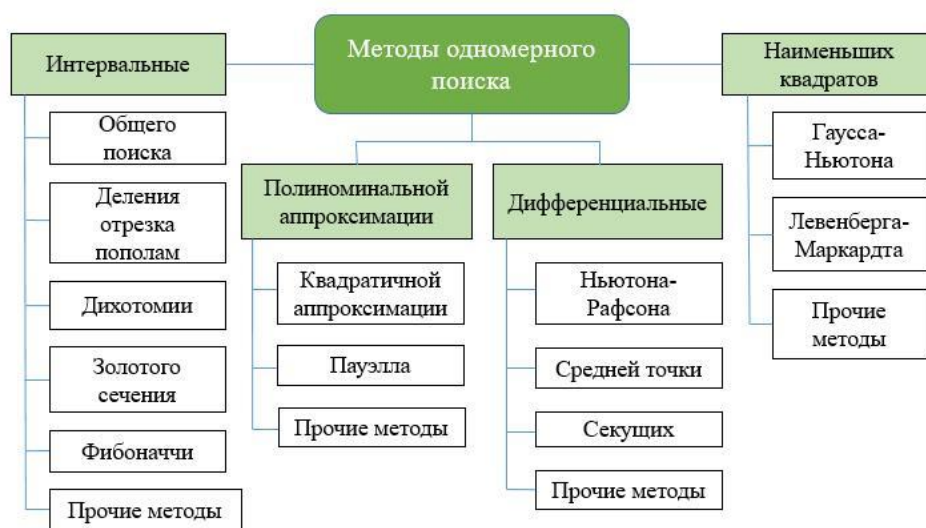 Методы одномерного
поиска
Интервальные
Общего
поиска
Деления
отрезка
пополам
Дихотомии
Золотого
сечения
Фибоначчи
Прочие методы
Полиноминальной
аппроксимации
Квадратичной
аппроксимации
Пауэлла
Прочие методы
Дифференциальные
Ньютона-
Рафсона
Средней точки
Секущих
Прочие методы
Наименьших
квадратов
Гаусса-
Ньютона
Левенберга-
Маркардта
Прочие
методы